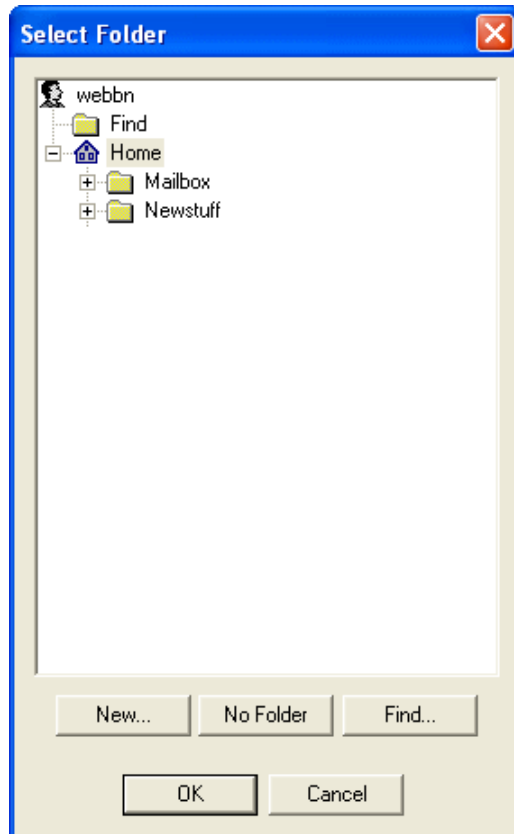 Select Folder
webbn
Find
Home
Mailbox
Newstuff
New... No Folder Find...
OK Cancel